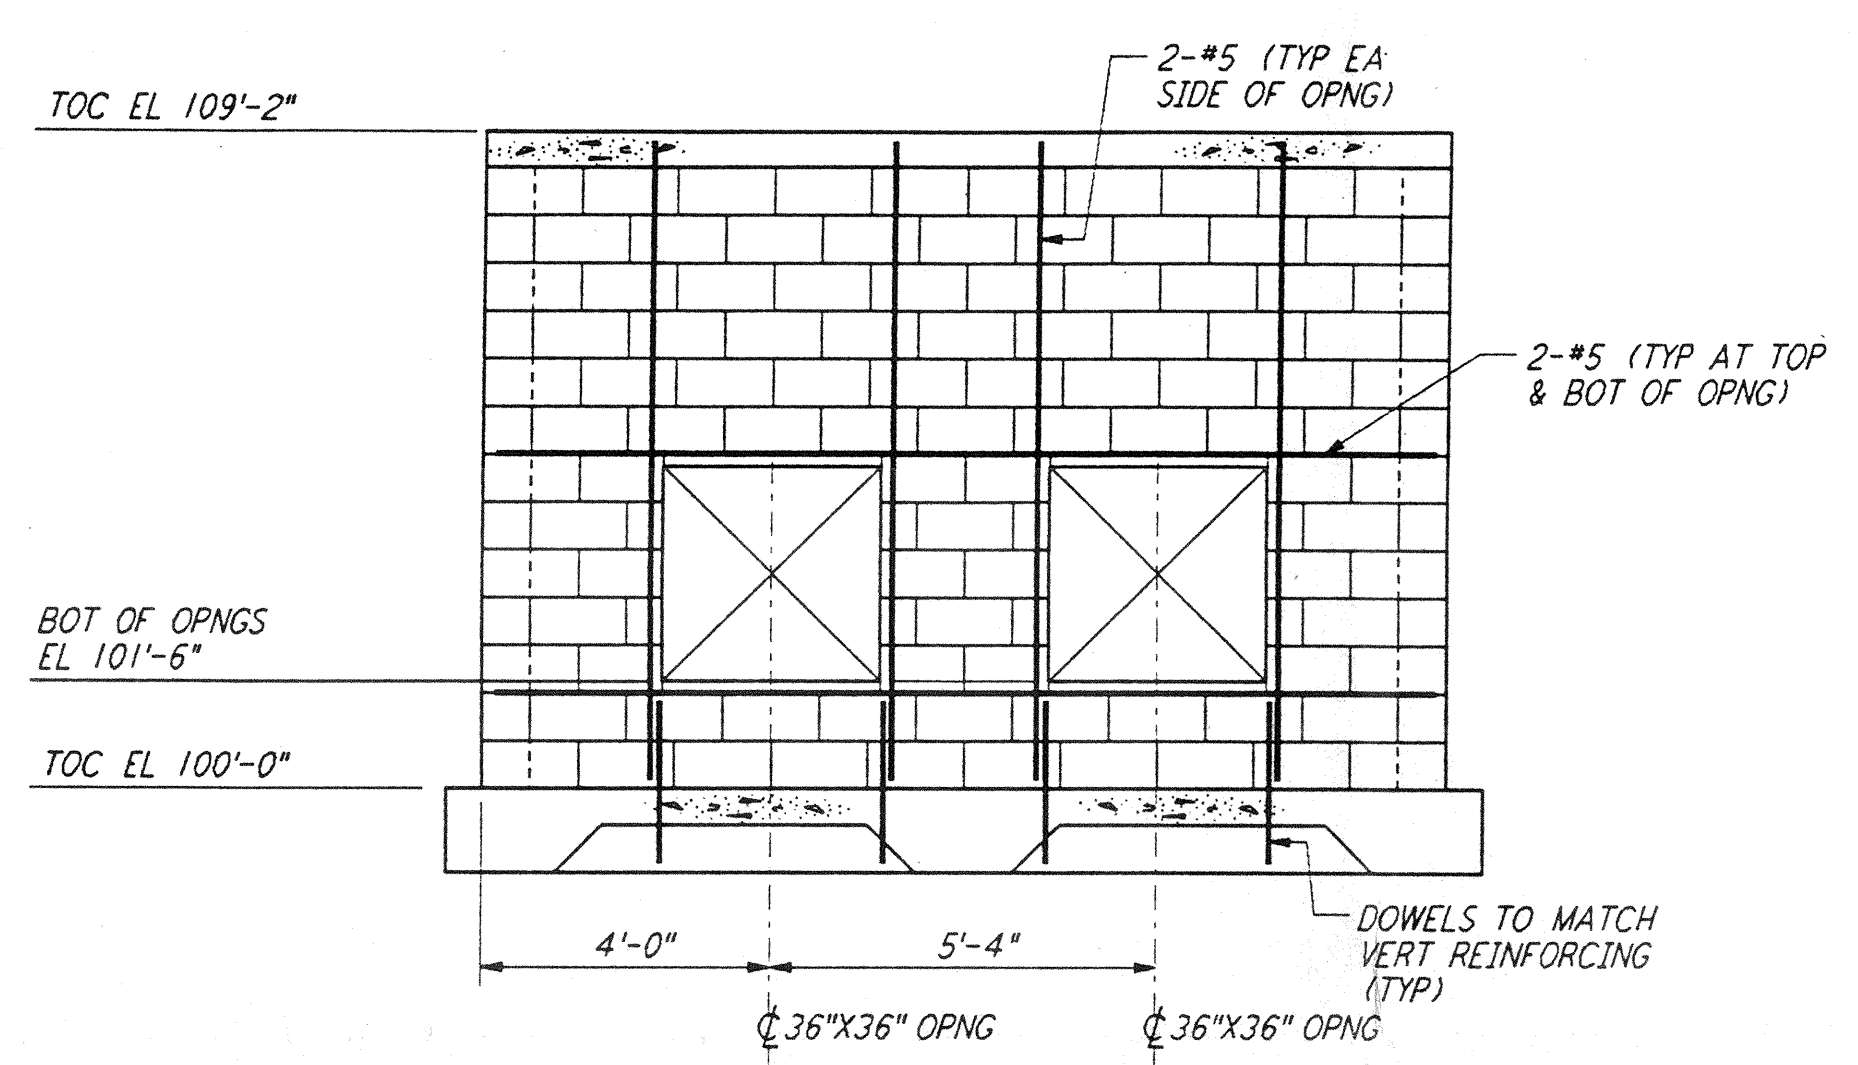 2-#5 (TYP EA
SIDE OF OPNG)
TOC EL 109'-2"
2-#5 (TYP AT TOP
& BOT OF OPNG)
BOT OF OPNGS
EL 101'-6"
TOC EL 100'-0"
DOWELS TO MATCH
VERT REINFORCING
(TYP)
4'-0"
5'-4"
℄ 36"X36" OPNG
℄ 36"X36" OPNG